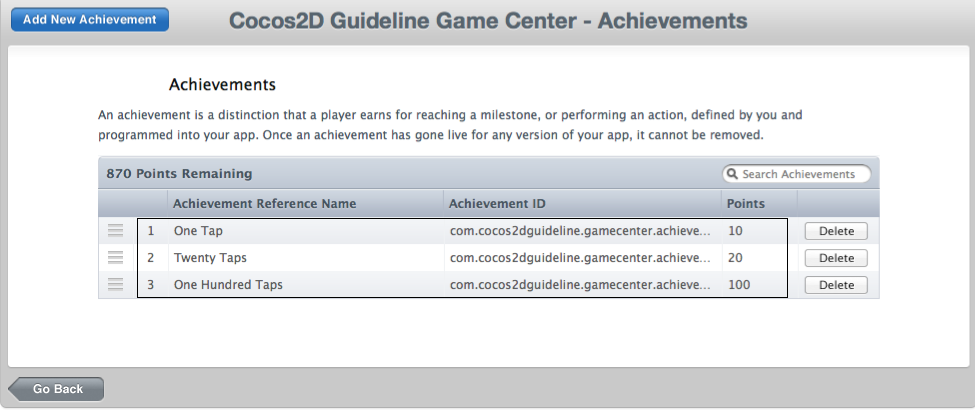 Add New Achievement
Cocos2D Guideline Game Center - Achievements
Achievements
An achievement is a distinction that a player earns for reaching a milestone, or performing an action, defined by you and
programmed into your app. Once an achievement has gone live for any version of your app, it cannot be removed.
870 Points Remaining
Search Achievements
Achievement Reference Name Achievement ID Points
1 One Tap com.cocos2dguideline.gamecenter.achieve... 10 Delete
2 Twenty Taps com.cocos2dguideline.gamecenter.achieve... 20 Delete
3 One Hundred Taps com.cocos2dguideline.gamecenter.achieve... 100 Delete
Go Back